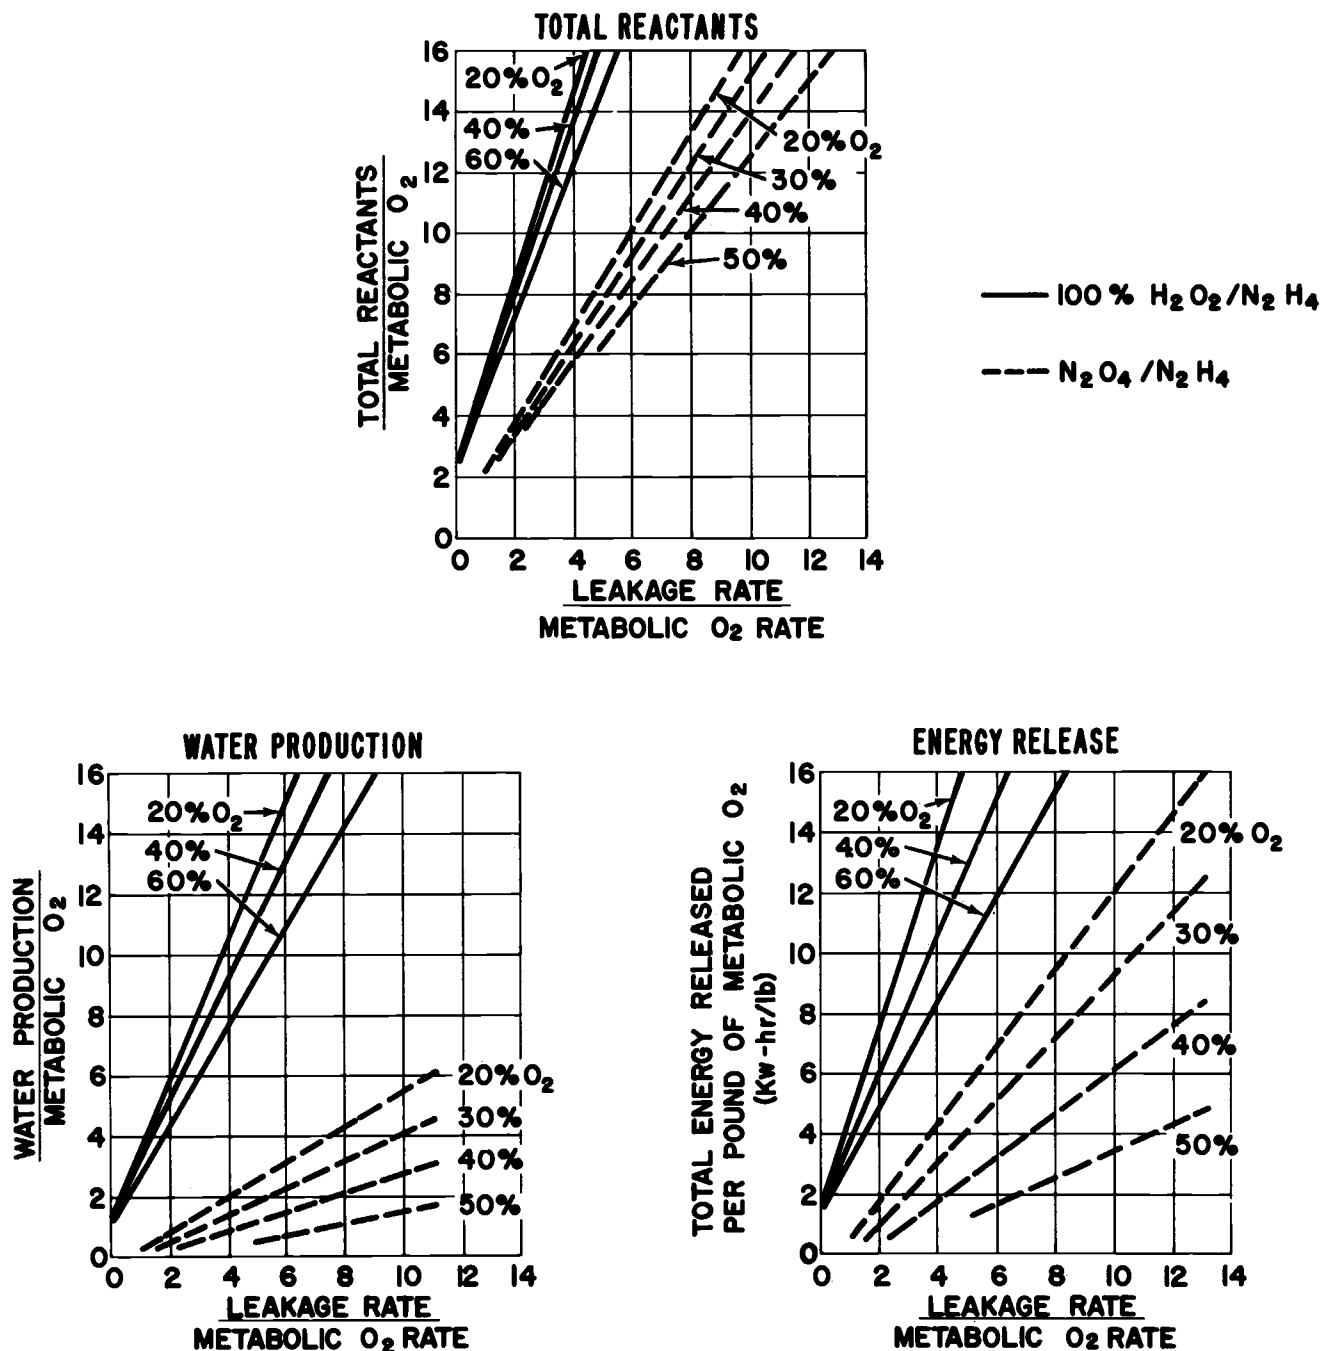 TOTAL REACTANTS
16
14
12
10
8
6
4
2
0
0 2 4 6 8 10 12 14
20%O2
40%
60%
20%O2
30%
40%
50%
TOTAL REACTANTS
METABOLIC O2
LEAKAGE RATE
METABOLIC O2 RATE
100% H2O2/N2H4
N2O4/N2H4
WATER PRODUCTION
16
14
12
10
8
6
4
2
0
0 2 4 6 8 10 12 14
20%O2
40%
60%
20%O2
30%
40%
50%
WATER PRODUCTION
METABOLIC O2
LEAKAGE RATE
METABOLIC O2 RATE
ENERGY RELEASE
16
14
12
10
8
6
4
2
0
0 2 4 6 8 10 12 14
20%O2
40%
60%
20%O2
30%
40%
50%
TOTAL ENERGY RELEASED
PER POUND OF METABOLIC O2
(Kw-hr/lb)
LEAKAGE RATE
METABOLIC O2 RATE